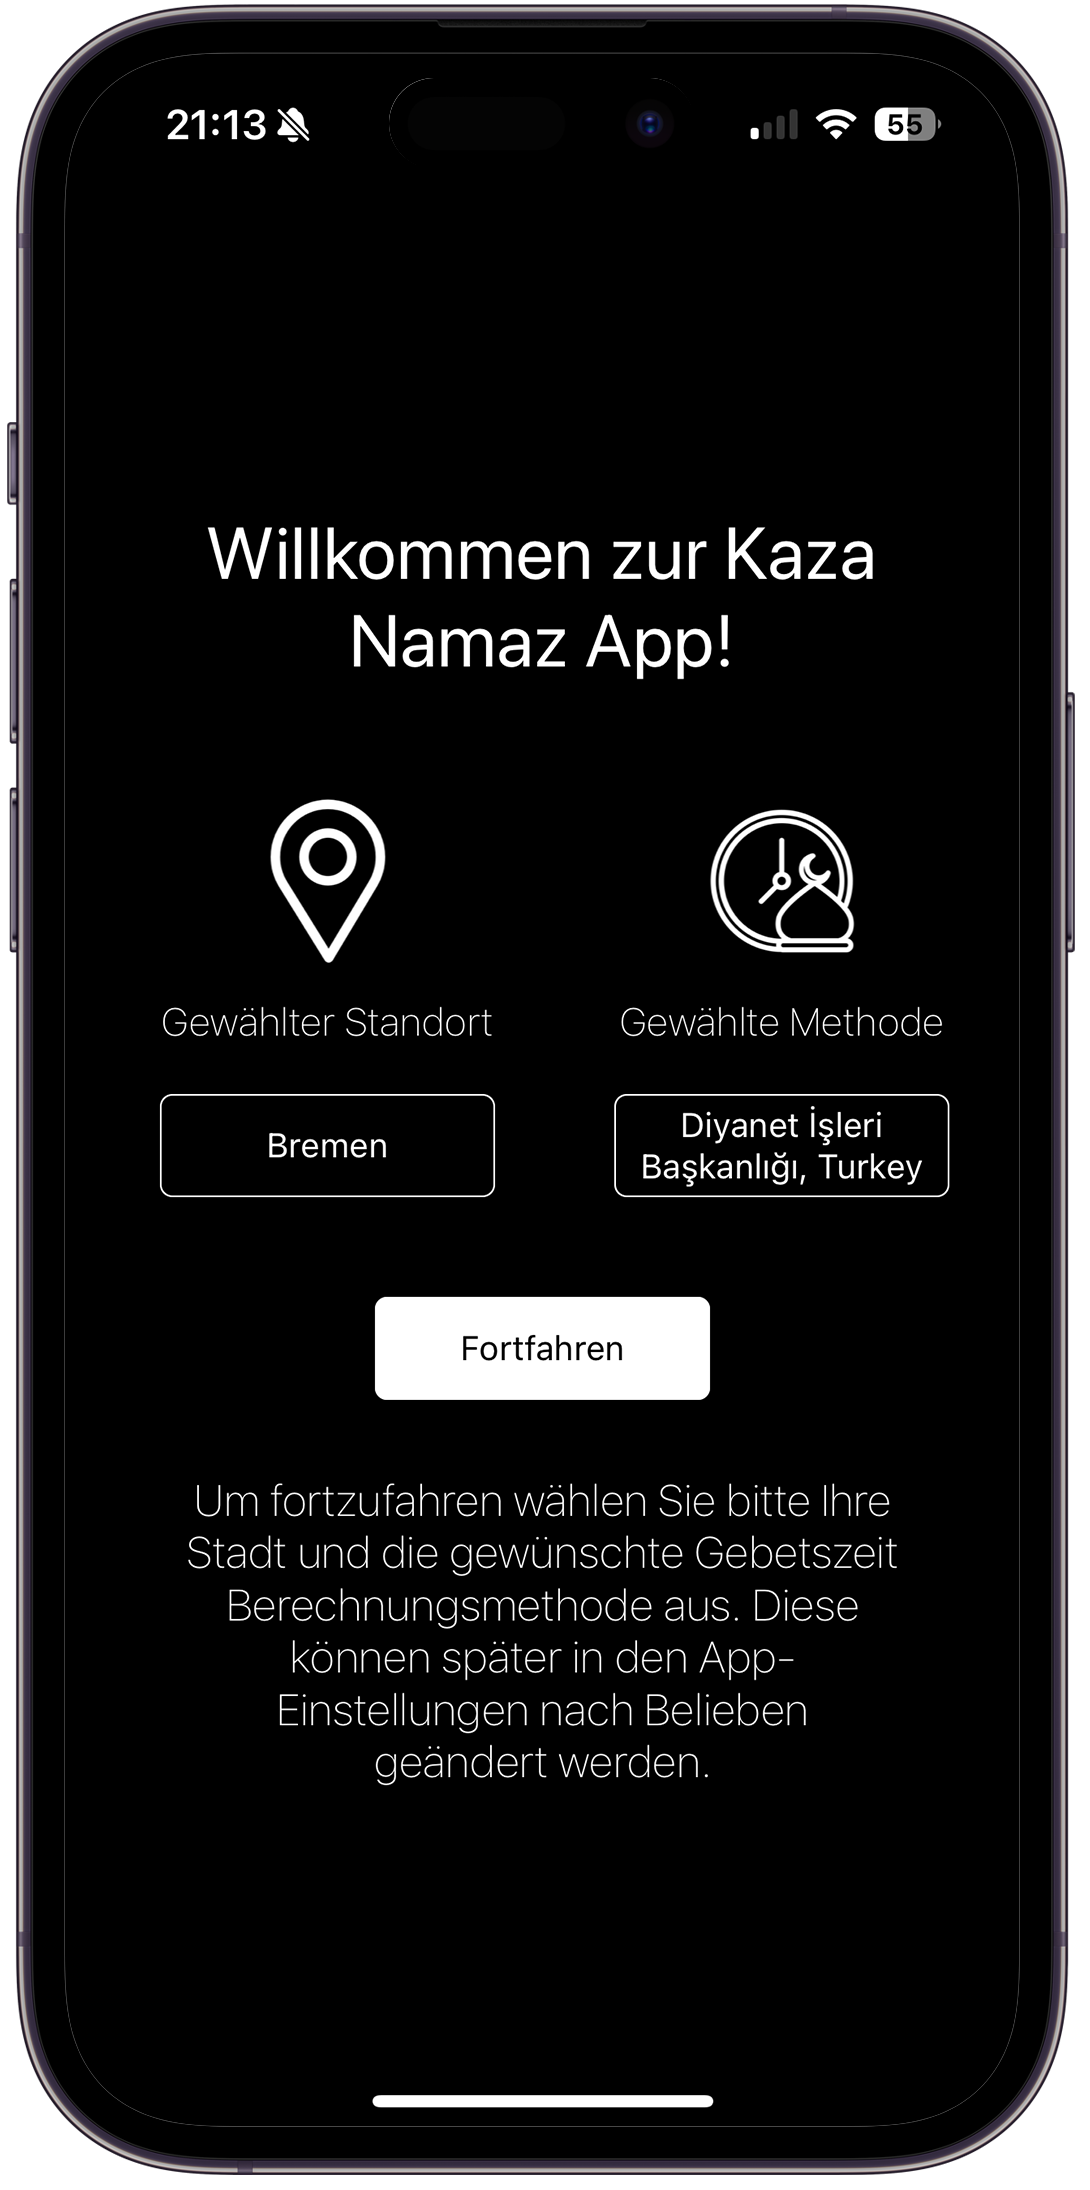 21:13
55
Willkommen zur Kaza
Namaz App!
Gewählter Standort
Gewählte Methode
Bremen
Diyanet İşleri
Başkanlığı, Turkey
Fortfahren
Um fortzufahren wählen Sie bitte Ihre
Stadt und die gewünschte Gebetszeit
Berechnungsmethode aus. Diese
können später in den App-
Einstellungen nach Belieben
geändert werden.